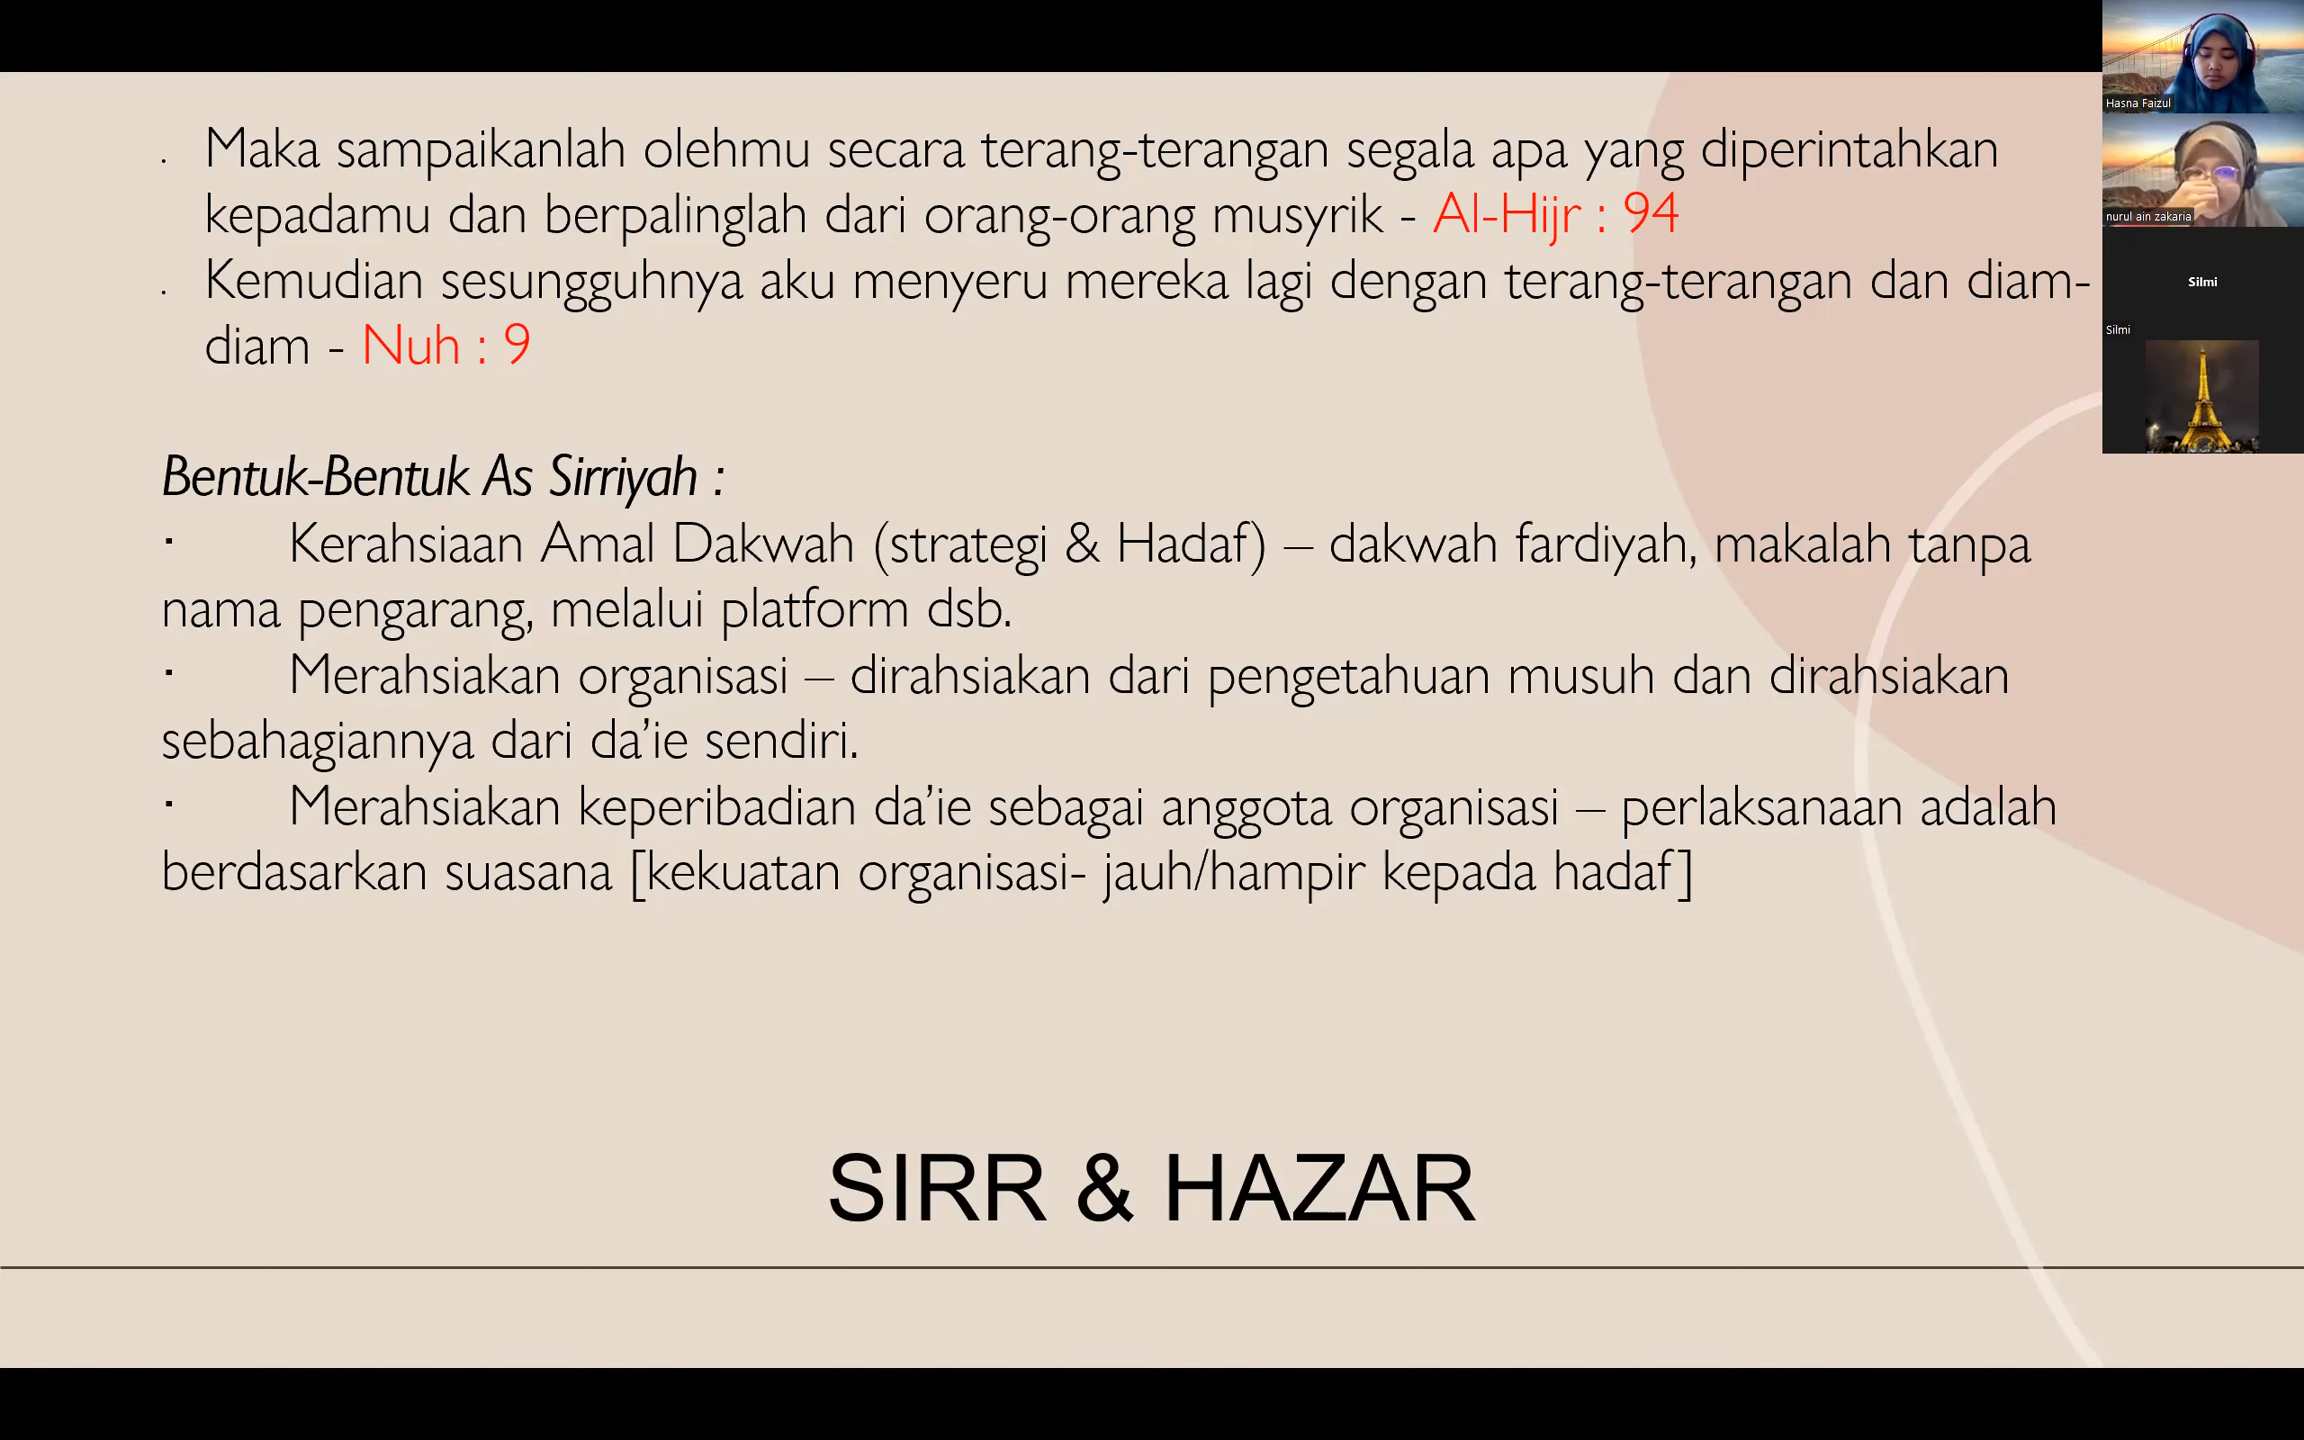 · Maka sampaikanlah olehmu secara terang-terangan segala apa yang diperintahkan
kepadamu dan berpalinglah dari orang-orang musyrik - Al-Hijr : 94
· Kemudian sesungguhnya aku menyeru mereka lagi dengan terang-terangan dan diam-
diam - Nuh : 9
Bentuk-Bentuk As Sirriyah :
· Kerahsiaan Amal Dakwah (strategi & Hadaf) – dakwah fardiyah, makalah tanpa
nama pengarang, melalui platform dsb.
· Merahsiakan organisasi – dirahsiakan dari pengetahuan musuh dan dirahsiakan
sebahagiannya dari da’ie sendiri.
· Merahsiakan keperibadian da’ie sebagai anggota organisasi – perlaksanaan adalah
berdasarkan suasana [kekuatan organisasi- jauh/hampir kepada hadaf]
SIRR & HAZAR
Hasna Faizul
nurul ain zakaria
Silmi
Silmi